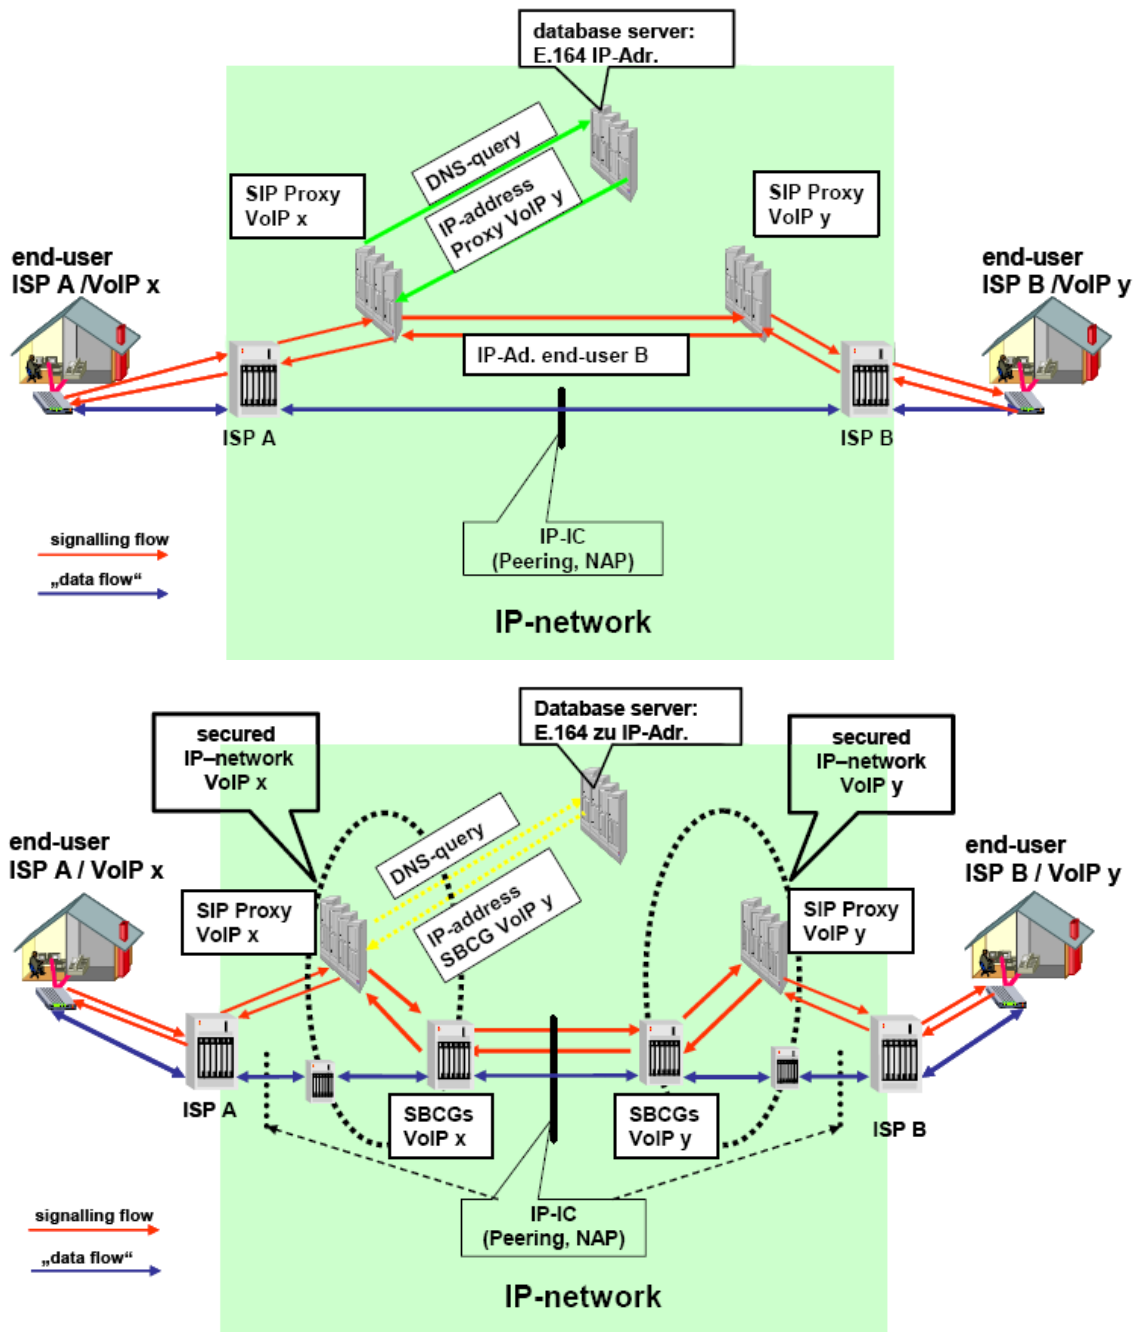 database server:
E.164 IP-Adr.
DNS-query
SIP Proxy
VoIP x
IP-address
Proxy VoIP y
SIP Proxy
VoIP y
end-user
ISP A /VoIP x
end-user
ISP B /VoIP y
IP-Ad. end-user B
ISP A
ISP B
IP-IC
(Peering, NAP)
signalling flow
„data flow“
IP-network
secured
IP–network
VoIP x
Database server:
E.164 zu IP-Adr.
secured
IP–network
VoIP y
end-user
ISP A / VoIP x
DNS-query
end-user
ISP B / VoIP y
SIP Proxy
VoIP x
IP-address
SBCG VoIP y
SIP Proxy
VoIP y
ISP A
SBCGs
VoIP x
SBCGs
VoIP y
ISP B
IP-IC
(Peering, NAP)
signalling flow
„data flow“
IP-network